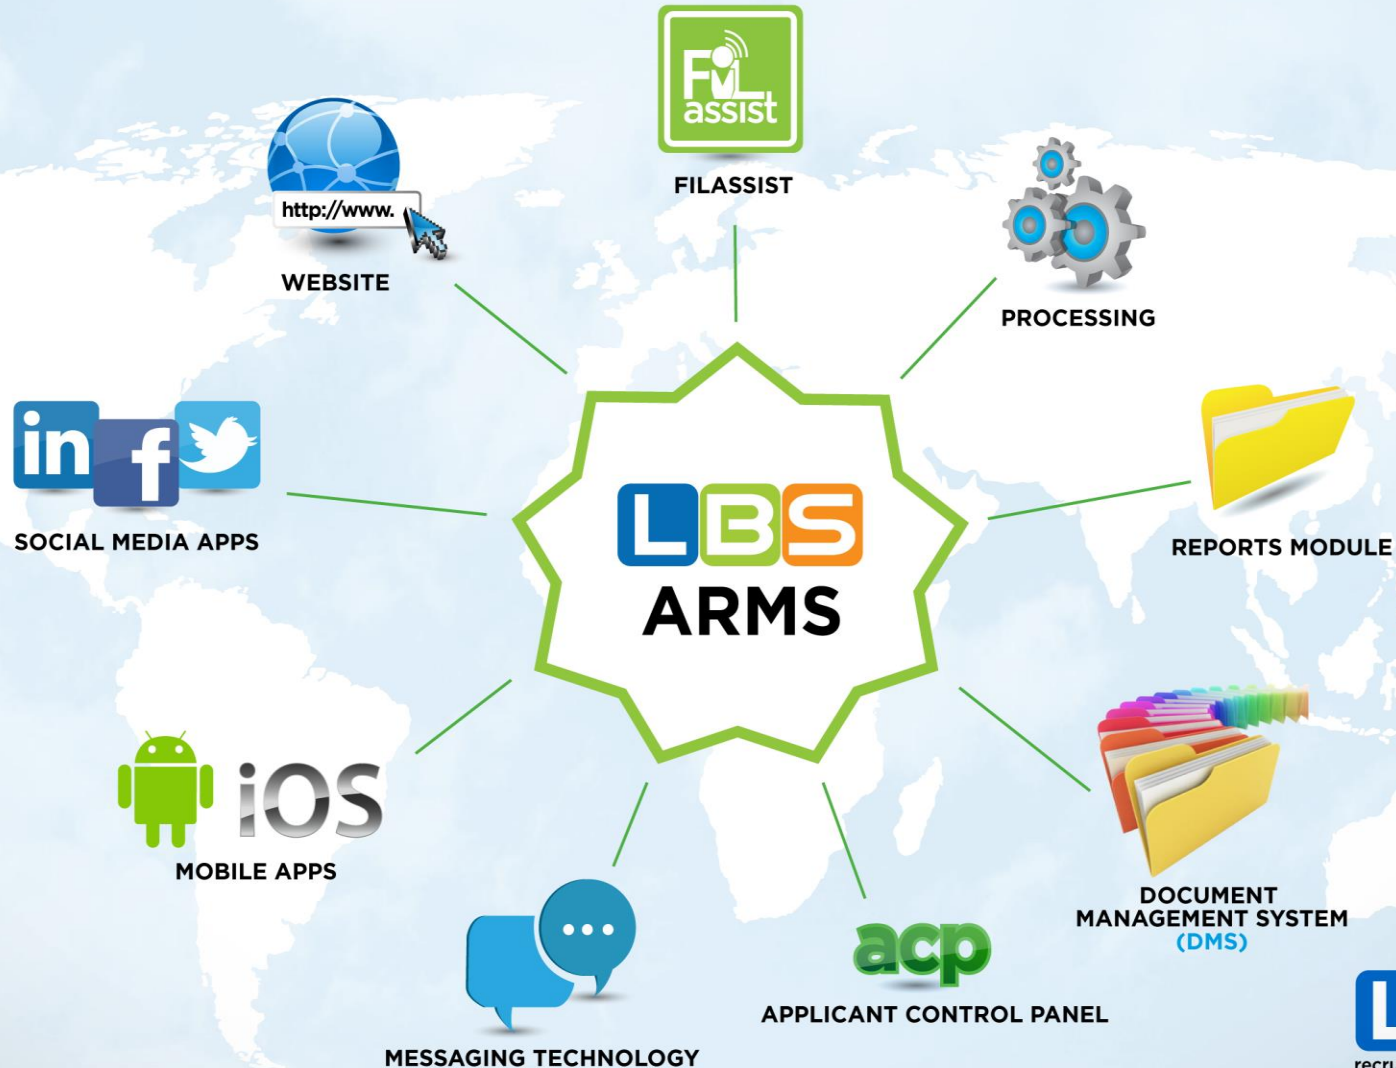 FiL
assist
FILASSIST
http://www.
WEBSITE
PROCESSING
in f
SOCIAL MEDIA APPS
LBS
ARMS
REPORTS MODULE
iOS
MOBILE APPS
DOCUMENT
MANAGEMENT SYSTEM
(DMS)
acp
APPLICANT CONTROL PANEL
MESSAGING TECHNOLOGY
L